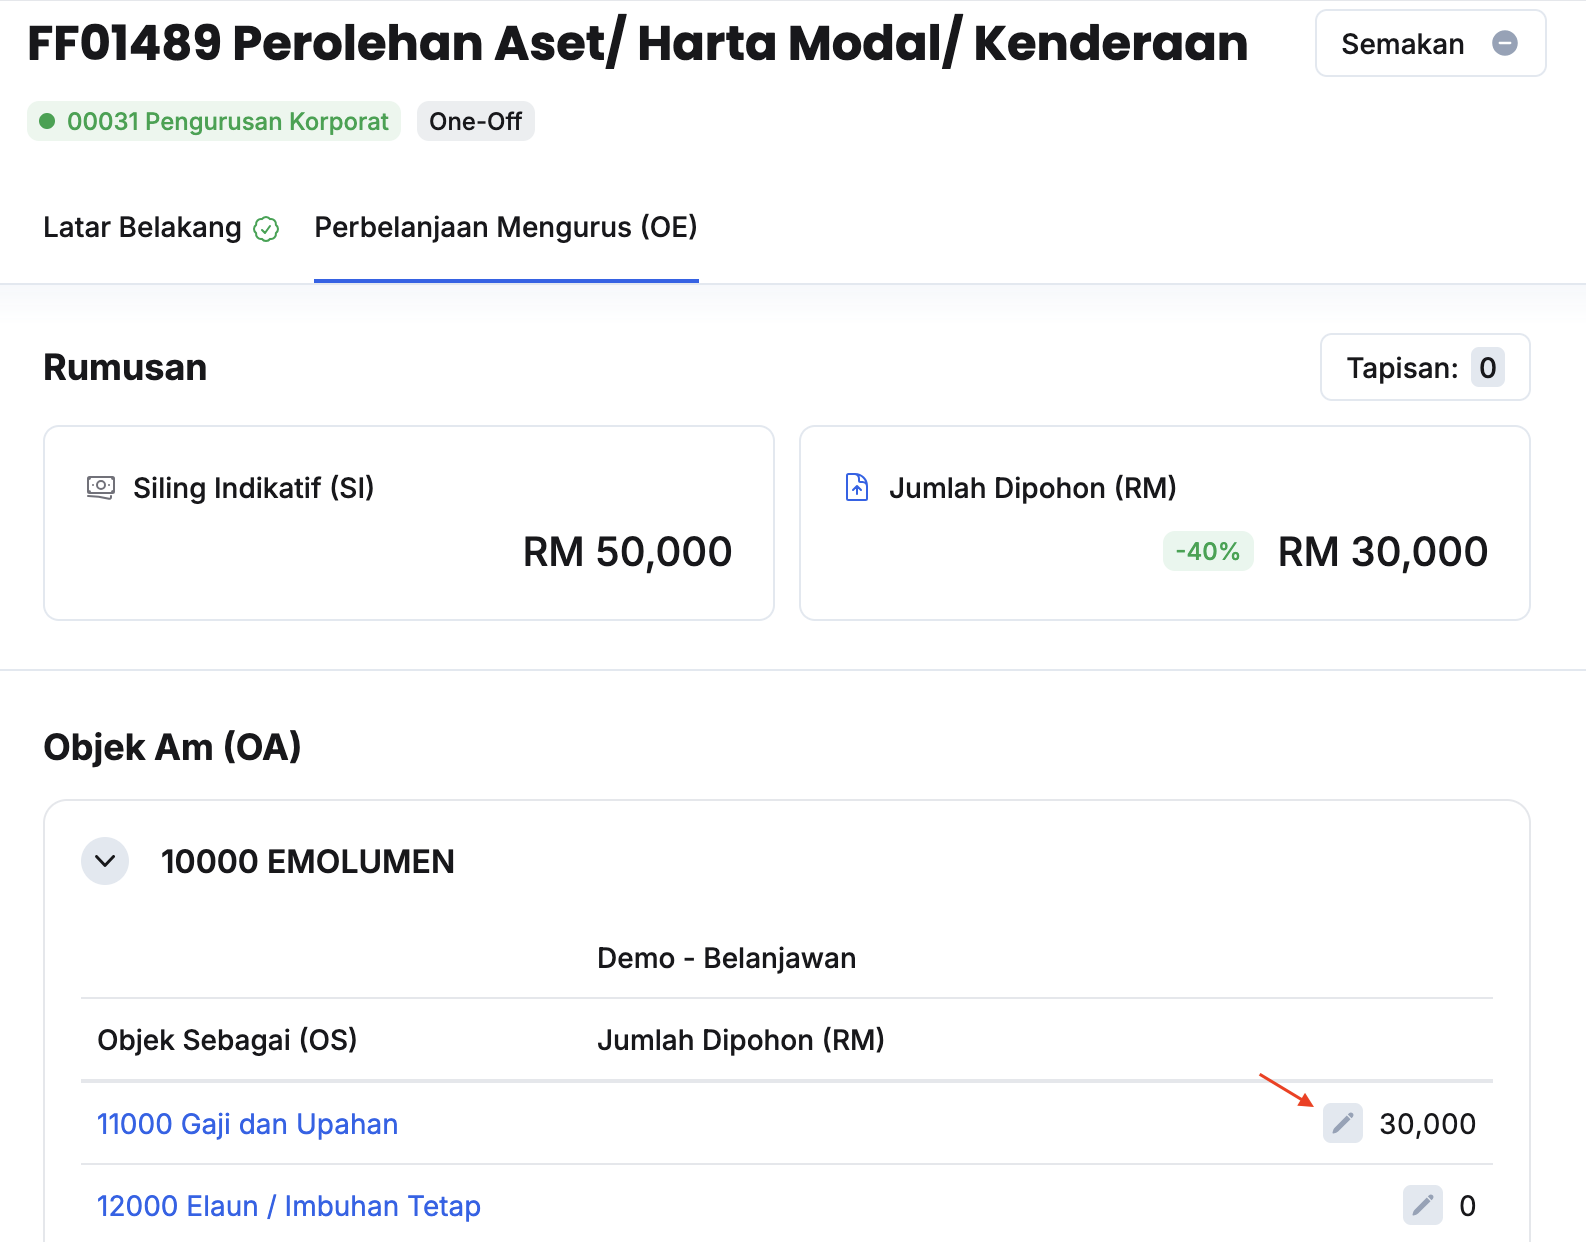 FF01489 Perolehan Aset/ Harta Modal/ Kenderaan
Semakan
00031 Pengurusan Korporat
One-Off
Latar Belakang
Perbelanjaan Mengurus (OE)
Rumusan
Tapisan: 0
Siling Indikatif (SI)
RM 50,000
Jumlah Dipohon (RM)
-40% RM 30,000
Objek Am (OA)
10000 EMOLUMEN
Demo - Belanjawan
Objek Sebagai (OS)
Jumlah Dipohon (RM)
11000 Gaji dan Upahan
30,000
12000 Elaun / Imbuhan Tetap
0